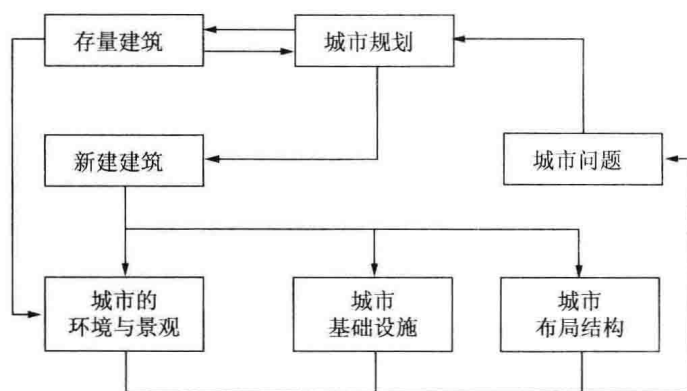 存量建筑
城市规划
新建建筑
城市问题
城市的
环境与景观
城市
基础设施
城市
布局结构